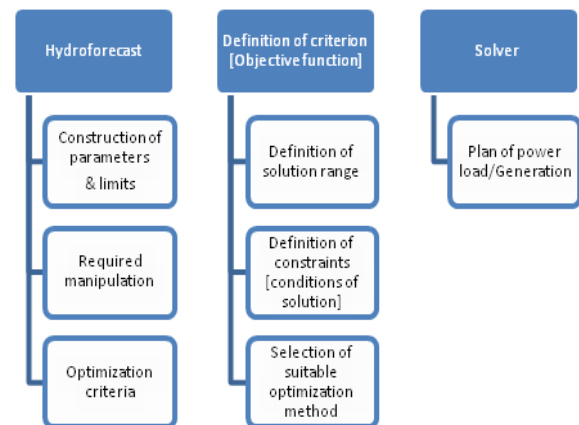 Hydroforecast
Construction of
parameters
& limits
Required
manipulation
Optimization
criteria
Definition of criterion
[Objective function]
Definition of
solution range
Definition of
constraints
[conditions of
solution]
Selection of
suitable
optimization
method
Solver
Plan of power
load/Generation